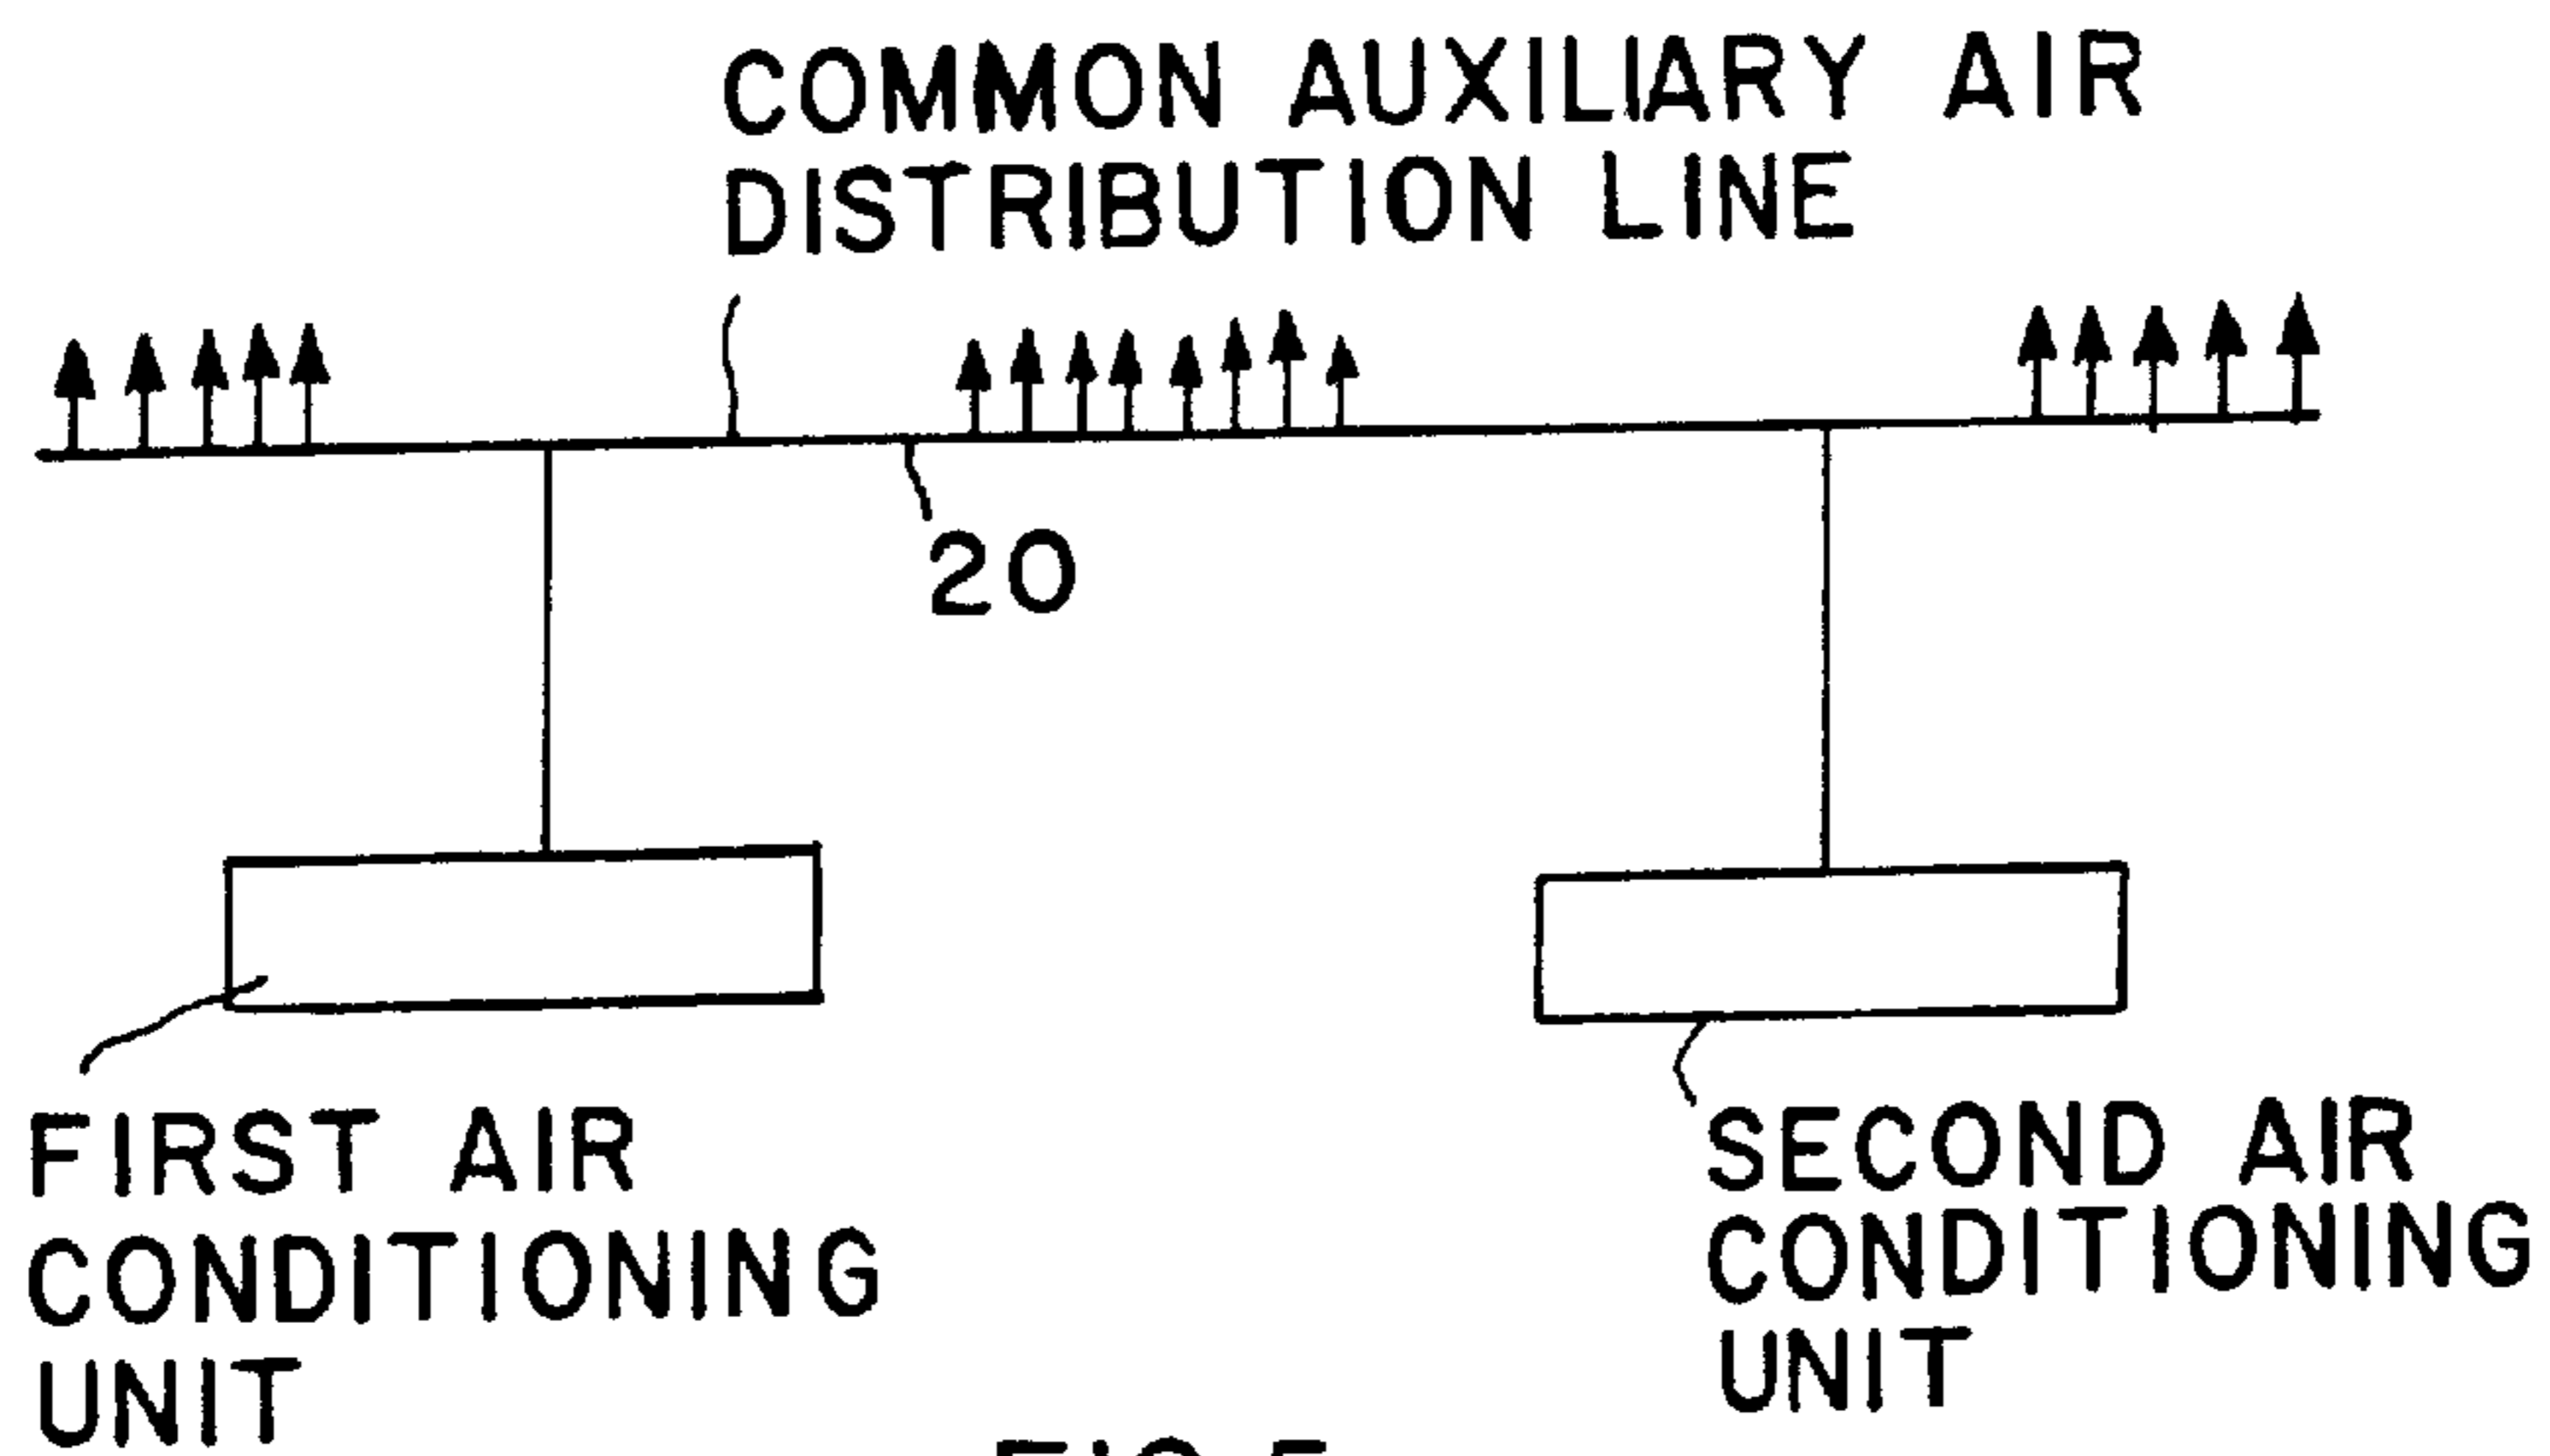 COMMON AUXILIARY AIR
DISTRIBUTION LINE
20
FIRST AIR
CONDITIONING
UNIT
SECOND AIR
CONDITIONING
UNIT